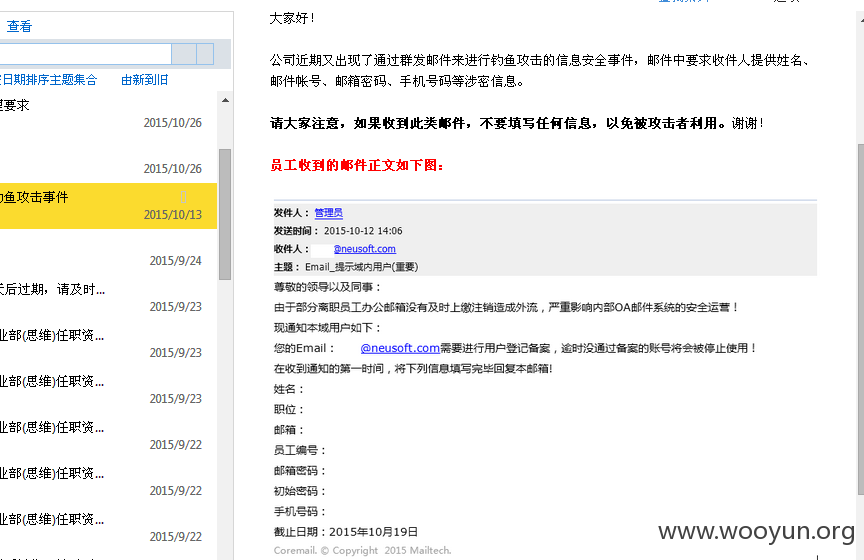 查看
日期排序主题集合 由新到旧
要求
2015/10/26
2015/10/26
鱼攻击事件
2015/10/13
2015/9/24
后过期，请及时...
2015/9/23
业部(思维)任职资...
2015/9/23
业部(思维)任职资...
2015/9/23
业部(思维)任职资...
2015/9/22
业部(思维)任职资...
2015/9/22
业部(思维)任职资...
2015/9/22
大家好！
公司近期又出现了通过群发邮件来进行钓鱼攻击的信息安全事件，邮件中要求收件人提供姓名、
邮件帐号、邮箱密码、手机号码等涉密信息。
请大家注意，如果收到此类邮件，不要填写任何信息，以免被攻击者利用。谢谢！
员工收到的邮件正文如下图：
发件人： 管理员
发送时间： 2015-10-12 14:06
收件人： @neusoft.com
主题： Email_提示域内用户(重要)
尊敬的领导以及同事：
由于部分离职员工办公邮箱没有及时上缴注销造成外流，严重影响内部OA邮件系统的安全运营！
现通知本域用户如下：
您的Email： @neusoft.com需要进行用户登记备案，逾时没通过备案的账号将会被停止使用！
在收到通知的第一时间，将下列信息填写完毕回复本邮箱!
姓名：
职位：
邮箱：
员工编号：
邮箱密码：
初始密码：
手机号码：
截止日期：2015年10月19日
Coremail. © Copyright 2015 Mailtech.
www.wooyun.org